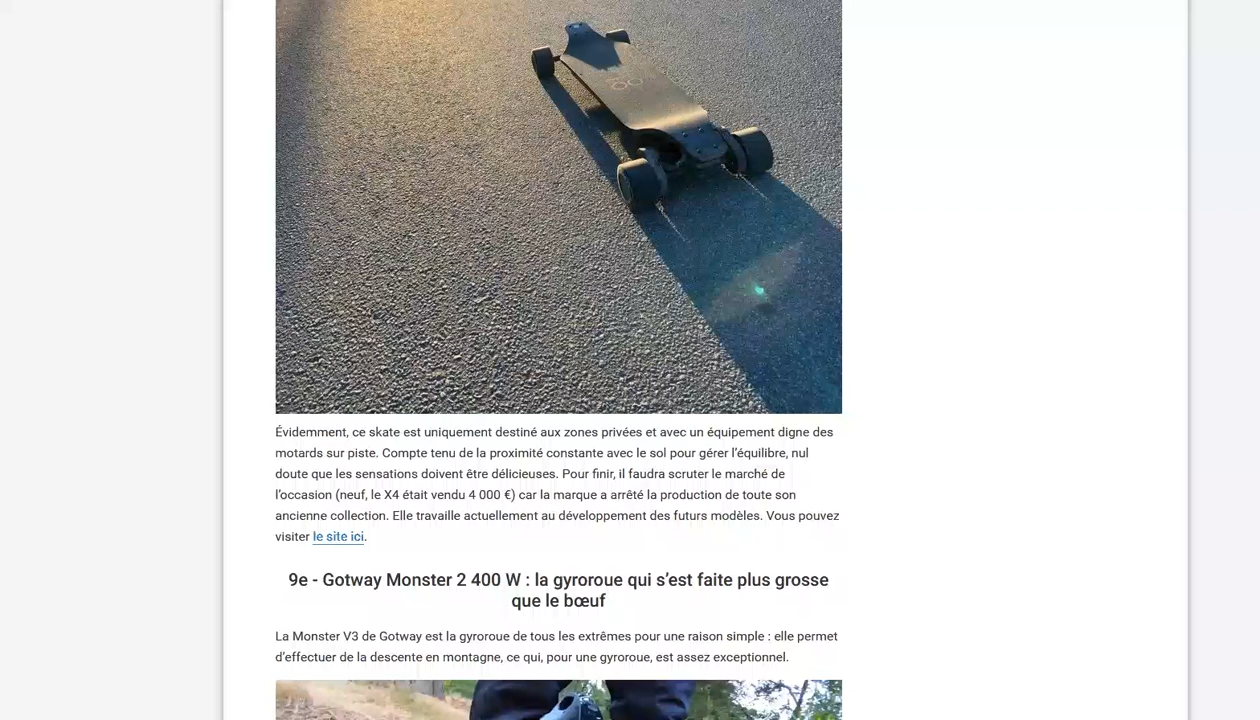 Évidemment, ce skate est uniquement destiné aux zones privées et avec un équipement digne des
motards sur piste. Compte tenu de la proximité constante avec le sol pour gérer l’équilibre, nul
doute que les sensations doivent être délicieuses. Pour finir, il faudra scruter le marché de
l’occasion (neuf, le X4 était vendu 4 000 €) car la marque a arrêté la production de toute son
ancienne collection. Elle travaille actuellement au développement des futurs modèles. Vous pouvez
visiter le site ici.
9e - Gotway Monster 2 400 W : la gyroroue qui s’est faite plus grosse
que le bœuf
La Monster V3 de Gotway est la gyroroue de tous les extrêmes pour une raison simple : elle permet
d’effectuer de la descente en montagne, ce qui, pour une gyroroue, est assez exceptionnel.